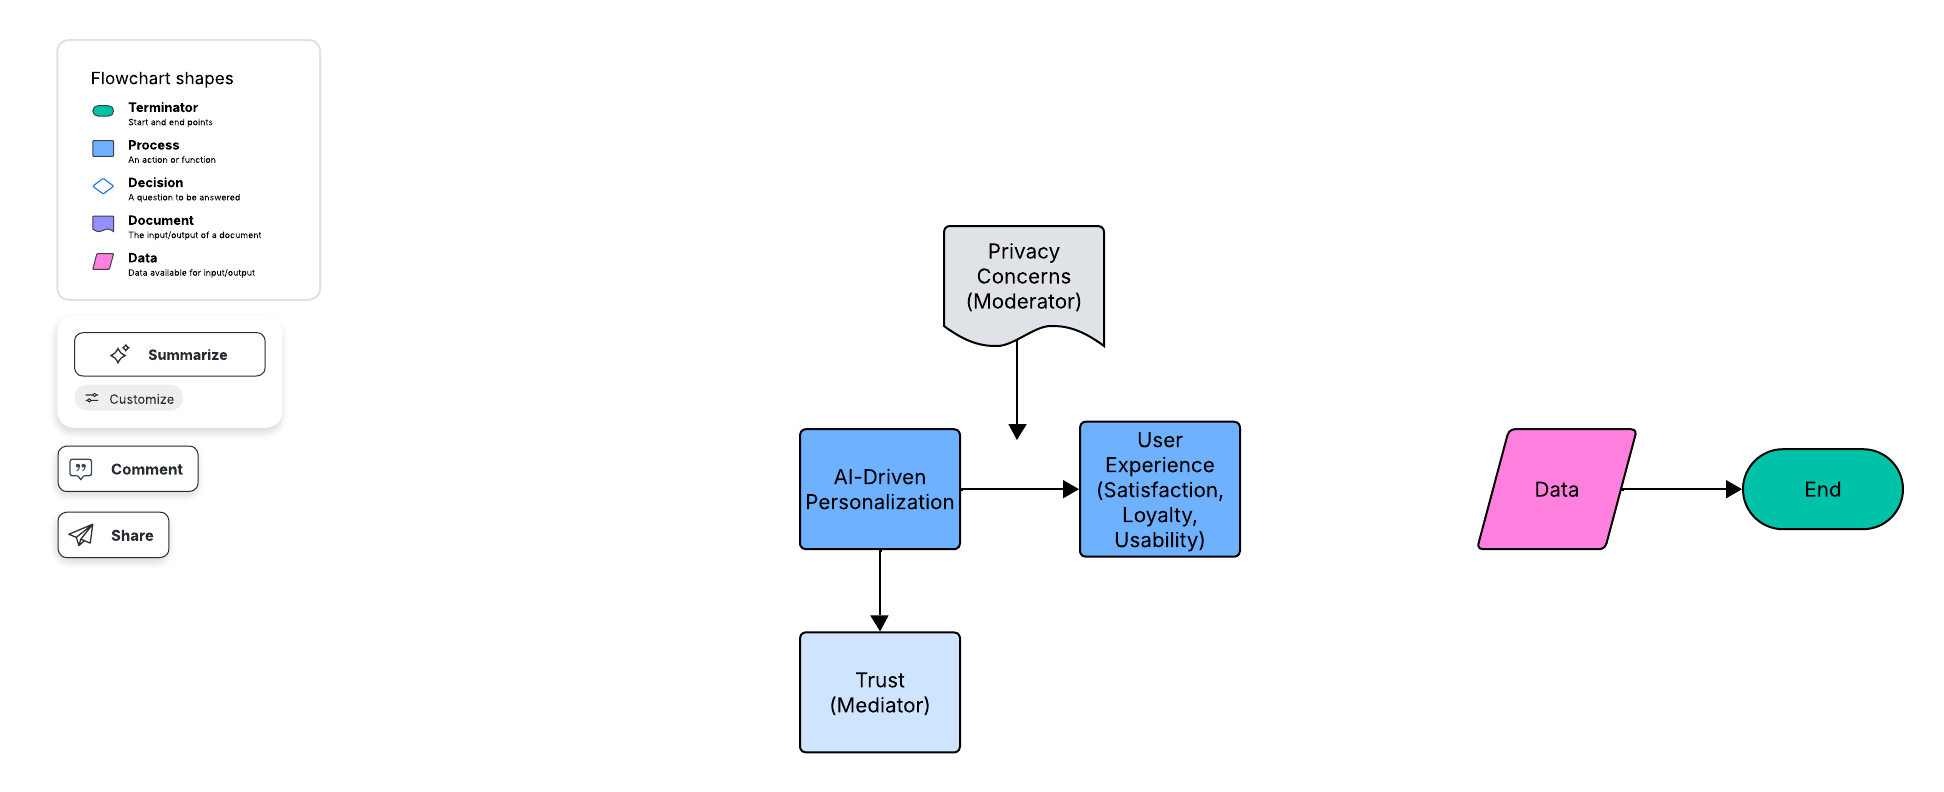 Flowchart shapes
Terminator
Start and end points
Process
An action or function
Decision
A question to be answered
Document
The input/output of a document
Data
Data available for input/output
Summarize
Customize
Comment
Share
Privacy
Concerns
(Moderator)
AI-Driven
Personalization
User
Experience
(Satisfaction,
Loyalty,
Usability)
Trust
(Mediator)
Data
End